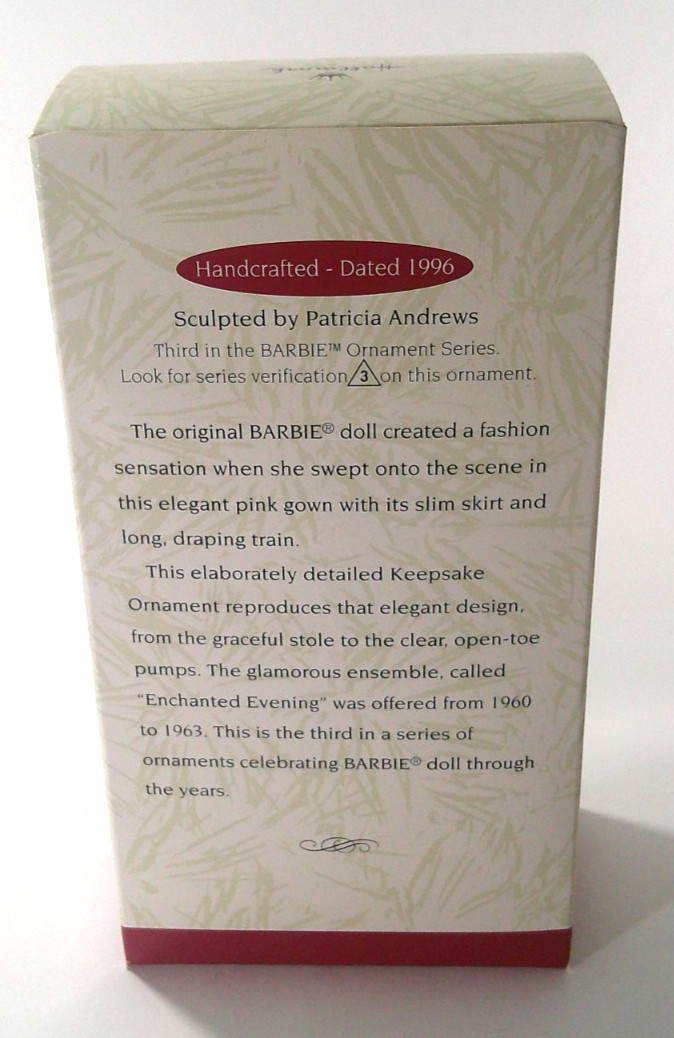 Hallmark
Handcrafted - Dated 1996
Sculpted by Patricia Andrews
Third in the BARBIE™ Ornament Series.
Look for series verification 3 on this ornament.
The original BARBIE® doll created a fashion
sensation when she swept onto the scene in
this elegant pink gown with its slim skirt and
long, draping train.
This elaborately detailed Keepsake
Ornament reproduces that elegant design,
from the graceful stole to the clear, open-toe
pumps. The glamorous ensemble, called
"Enchanted Evening" was offered from 1960
to 1963. This is the third in a series of
ornaments celebrating BARBIE® doll through
the years.